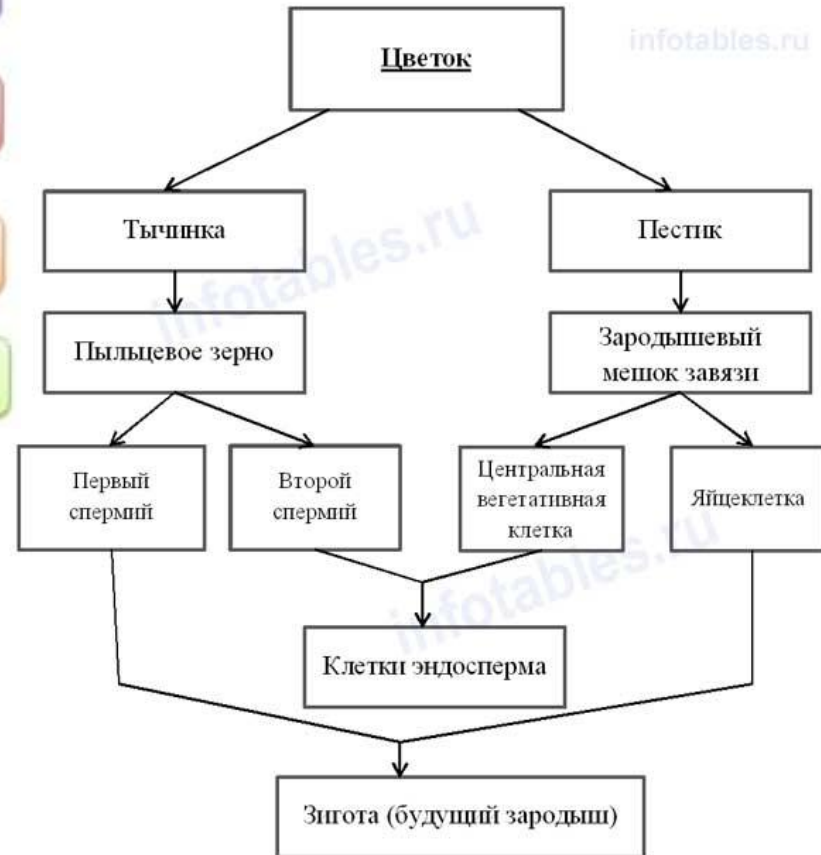 infotables.ru
Цветок
Тычинка
Пестик
infotables.ru
Пыльцевое зерно
Зародышевый
мешок завязи
Первый
спермий
Второй
спермий
Центральная
вегетативная
клетка
Яйцеклетка
infotables.ru
Клетки эндосперма
Зигота (будущий зародыш)